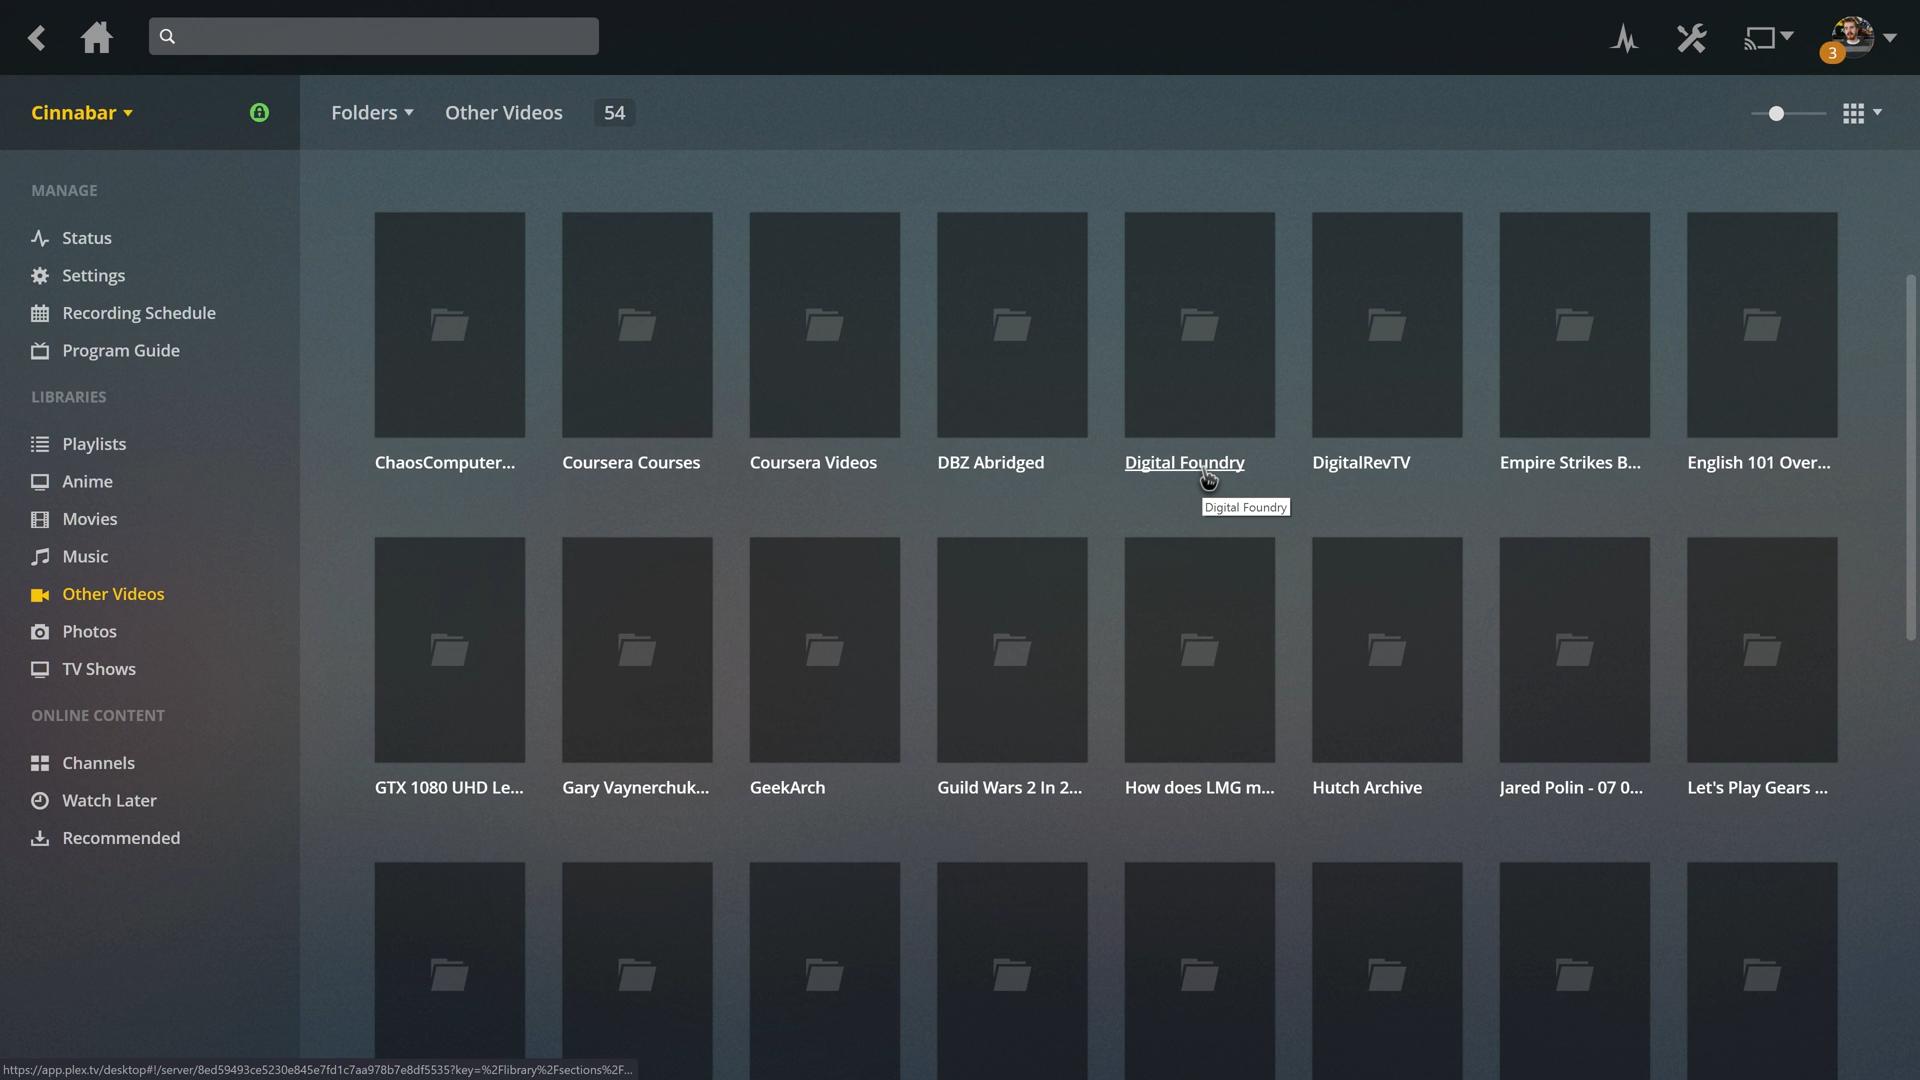 3
Cinnabar
Folders Other Videos 54
MANAGE
Status
Settings
Recording Schedule
Program Guide
LIBRARIES
Playlists
Anime
Movies
Music
Other Videos
Photos
TV Shows
ONLINE CONTENT
Channels
Watch Later
Recommended
ChaosComputer... Coursera Courses Coursera Videos DBZ Abridged Digital Foundry DigitalRevTV Empire Strikes B... English 101 Over...
Digital Foundry
GTX 1080 UHD Le... Gary Vaynerchuk... GeekArch Guild Wars 2 In 2... How does LMG m... Hutch Archive Jared Polin - 07 0... Let's Play Gears ...
https://app.plex.tv/desktop#!/server/8ed59493ce5230e845e7fd1c7aa978b7e8df5535?key=%2Flibrary%2Fsections%2F...